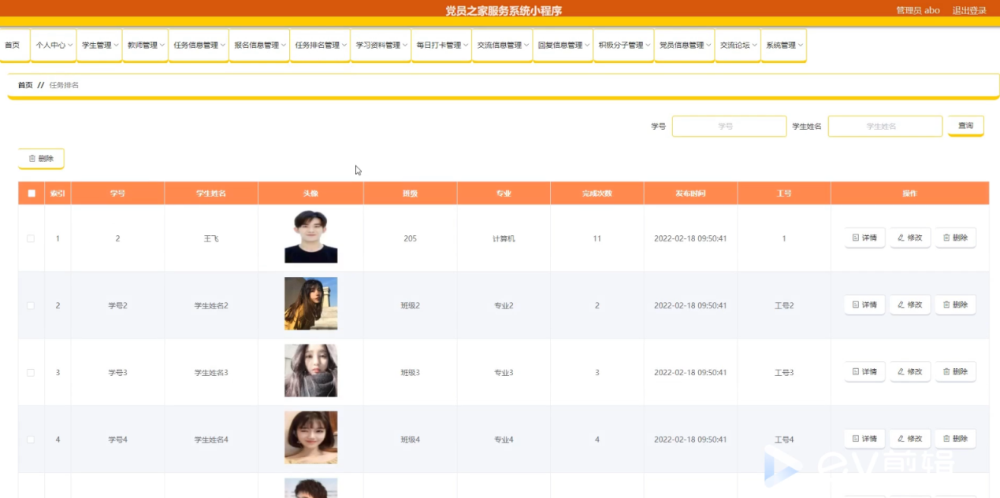 党员之家服务系统小程序
管理员 abo 退出登录
首页 个人中心 学生管理 教师管理 任务信息管理 报名信息管理 任务排名管理 学习资料管理 每日打卡管理 交流信息管理 回复信息管理 积极分子管理 党员信息管理 交流论坛 系统管理
首页 // 任务排名
学号 学号 学生姓名 学生姓名 查询
删除
索引 学号 学生姓名 头像 班级 专业 完成次数 发布时间 工号 操作
1 2 王飞 205 计算机 11 2022-02-18 09:50:41 1 详情 修改 删除
2 学号2 学生姓名2 班级2 专业2 2 2022-02-18 09:50:41 工号2 详情 修改 删除
3 学号3 学生姓名3 班级3 专业3 3 2022-02-18 09:50:41 工号3 详情 修改 删除
4 学号4 学生姓名4 班级4 专业4 4 2022-02-18 09:50:41 工号4 详情 修改 删除
eV剪辑